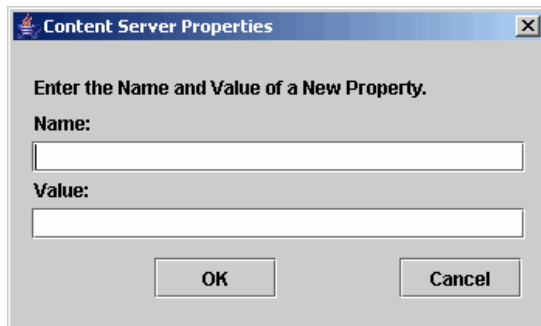 Content Server Properties
Enter the Name and Value of a New Property.
Name:
Value:
OK Cancel